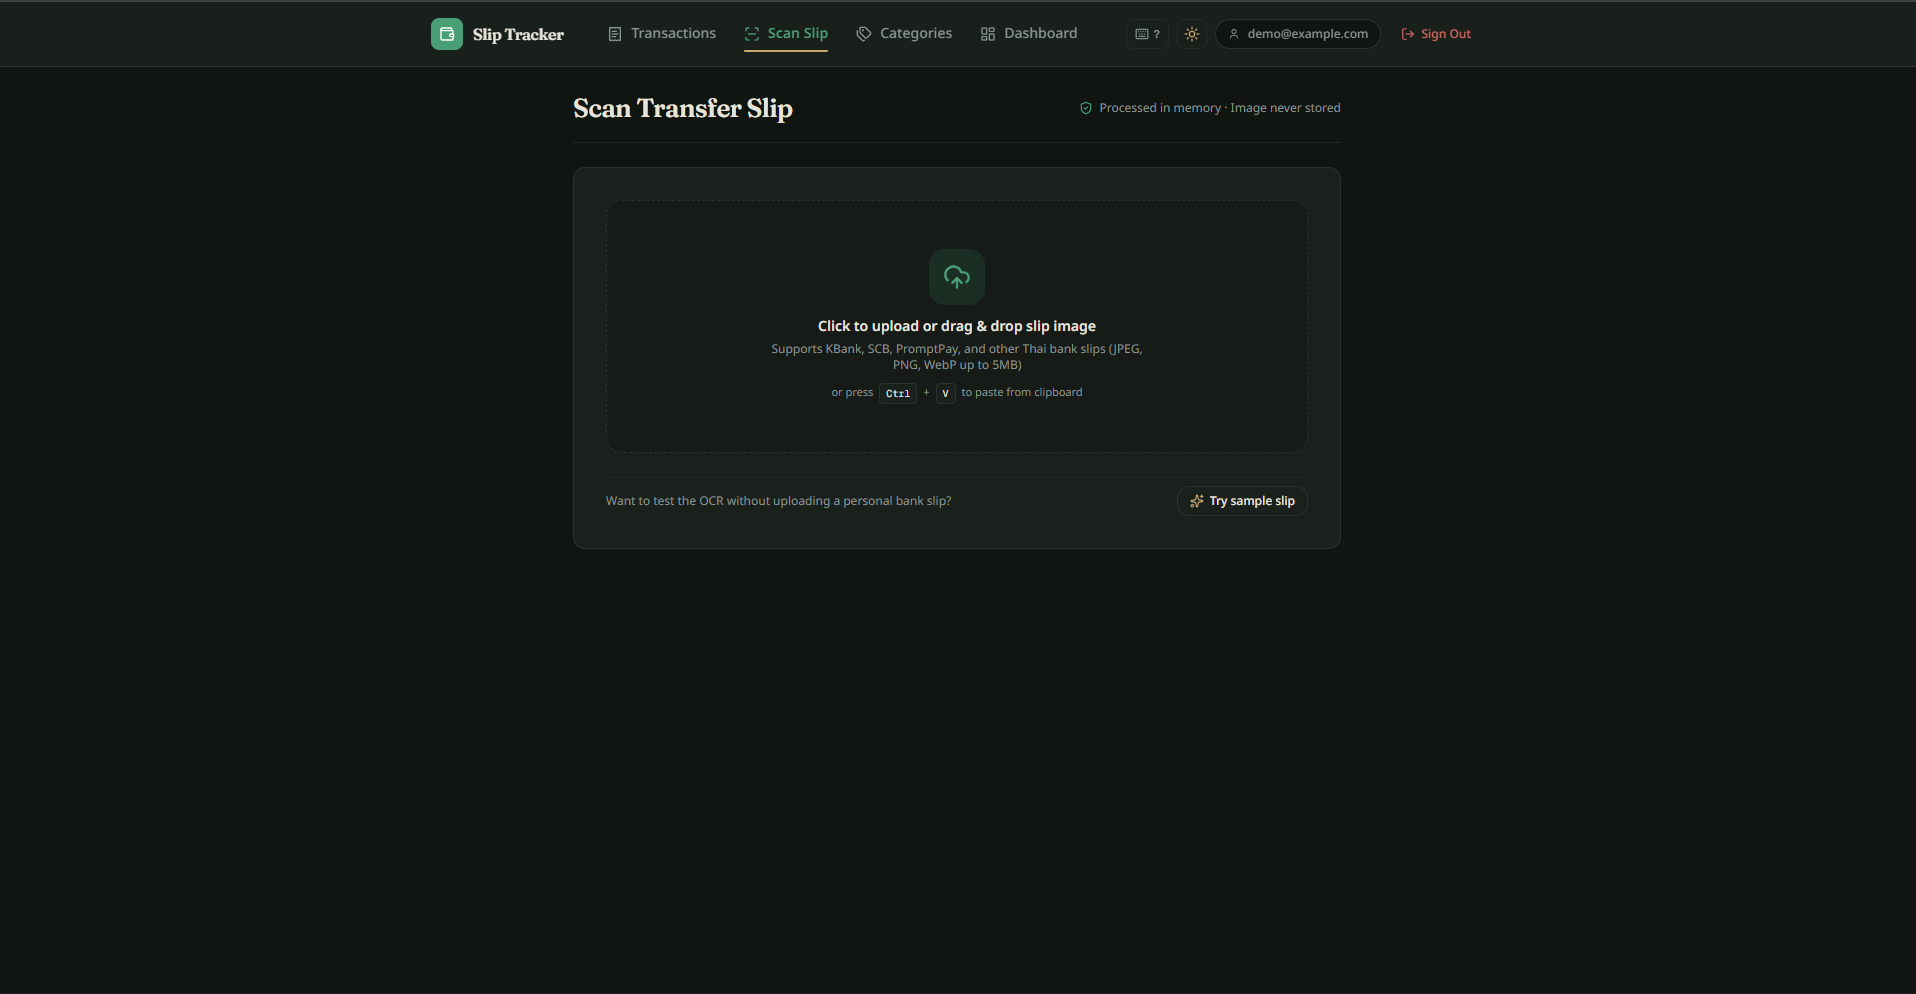 Slip Tracker
Transactions
Scan Slip
Categories
Dashboard
?
demo@example.com
Sign Out
Scan Transfer Slip
Processed in memory · Image never stored
Click to upload or drag & drop slip image
Supports KBank, SCB, PromptPay, and other Thai bank slips (JPEG,
PNG, WebP up to 5MB)
or press Ctrl + V to paste from clipboard
Want to test the OCR without uploading a personal bank slip?
Try sample slip